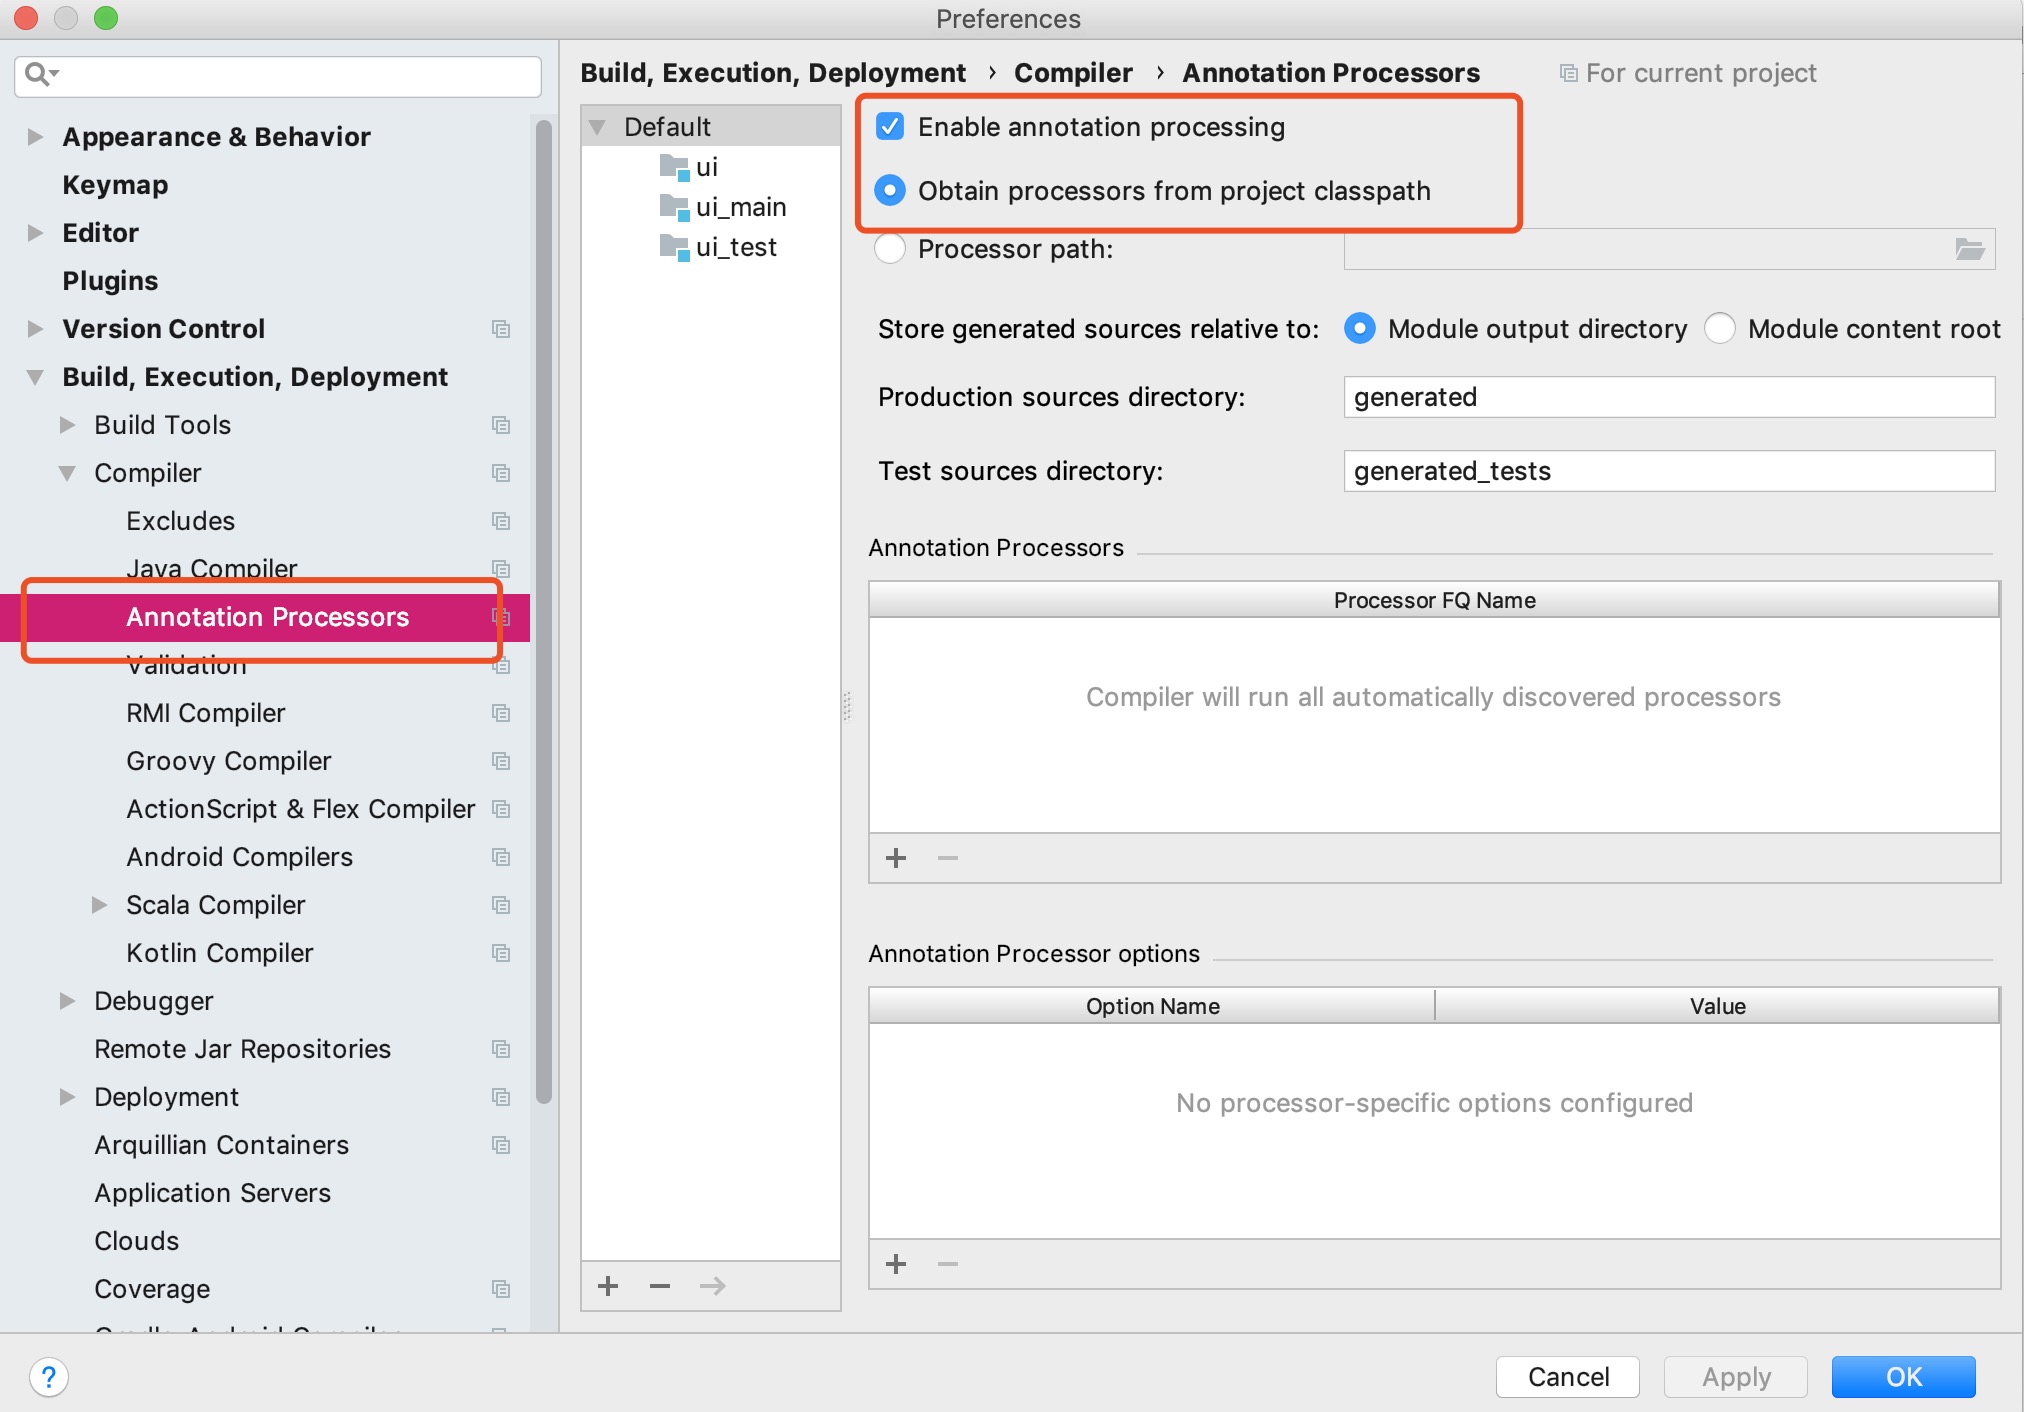 Preferences
Appearance & Behavior
Keymap
Editor
Plugins
Version Control
Build, Execution, Deployment
Build Tools
Compiler
Excludes
Java Compiler
Annotation Processors
Validation
RMI Compiler
Groovy Compiler
ActionScript & Flex Compiler
Android Compilers
Scala Compiler
Kotlin Compiler
Debugger
Remote Jar Repositories
Deployment
Arquillian Containers
Application Servers
Clouds
Coverage
Build, Execution, Deployment › Compiler › Annotation Processors
For current project
Default
ui
ui_main
ui_test
Enable annotation processing
Obtain processors from project classpath
Processor path:
Store generated sources relative to: Module output directory Module content root
Production sources directory: generated
Test sources directory: generated_tests
Annotation Processors
Processor FQ Name
Compiler will run all automatically discovered processors
Annotation Processor options
Option Name Value
No processor-specific options configured
? Cancel Apply OK